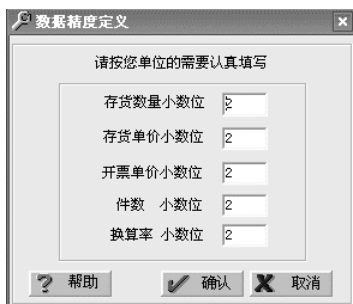 数据精度定义
请按您单位的需要认真填写
存货数量小数位 2
存货单价小数位 2
开票单价小数位 2
件数 小数位 2
换算率 小数位 2
帮助 确认 取消